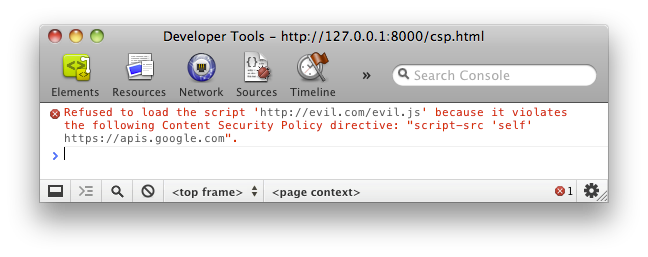 Developer Tools - http://127.0.0.1:8000/csp.html
Elements Resources Network Sources Timeline » Search Console
Refused to load the script 'http://evil.com/evil.js' because it violates
the following Content Security Policy directive: "script-src 'self'
https://apis.google.com".
>
<top frame> <page context> 1